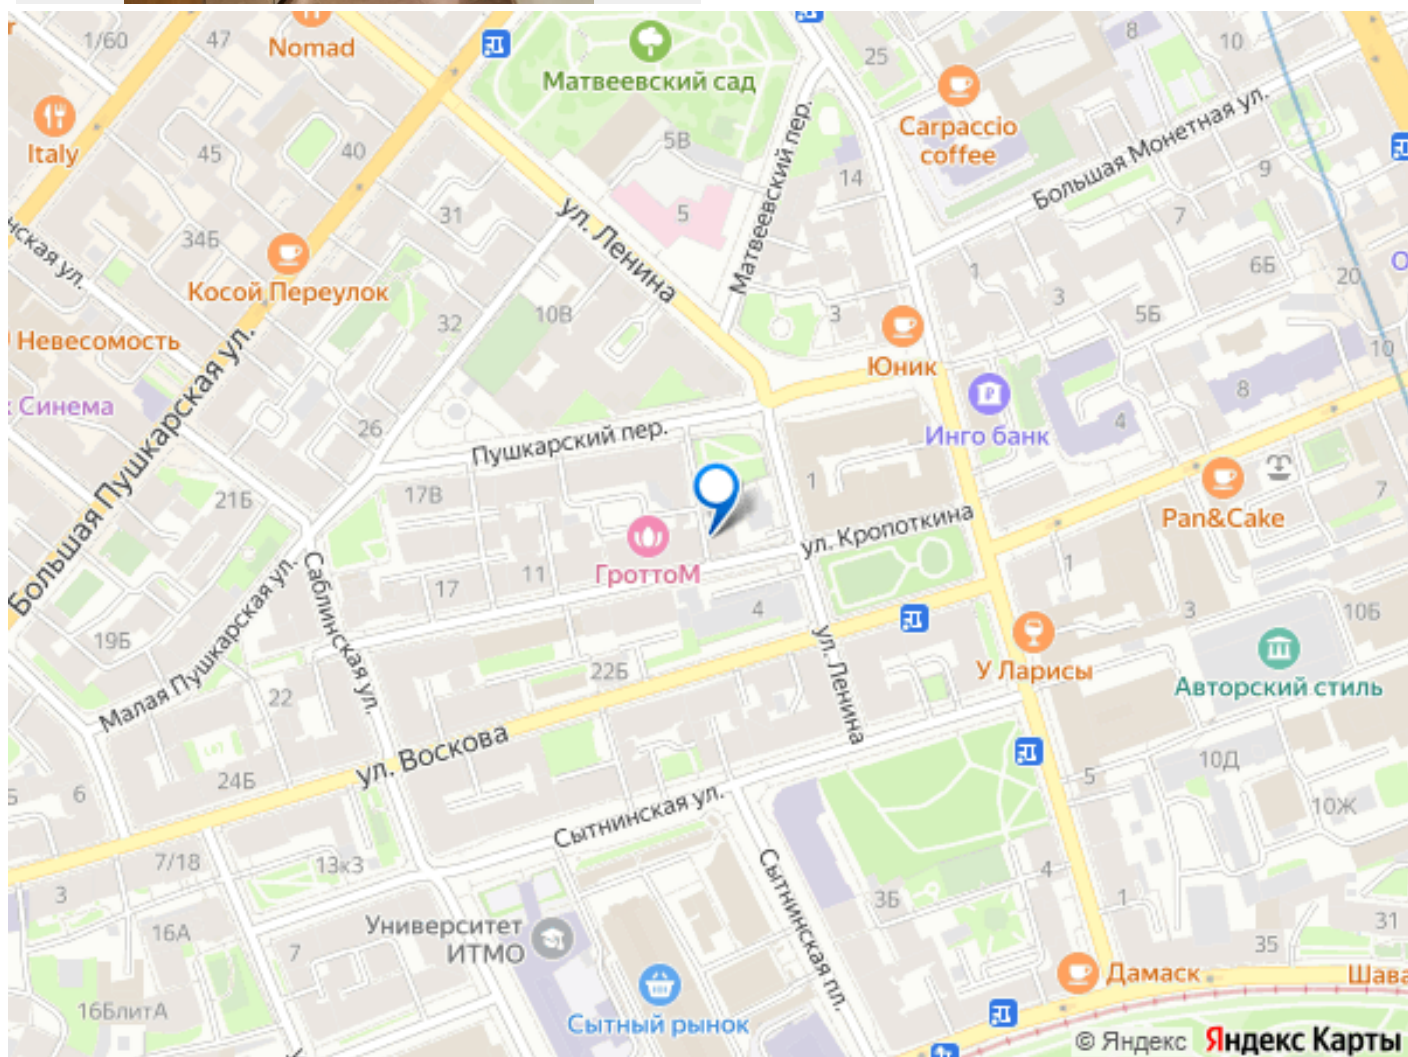 1/60
47
Nomad
Матвеевский сад
25
8
10
Carpaccio
coffee
Большая Монетная ул.
Italy
45
40
5В
Матвеевский пер.
14
9
31
5
7
34Б
ул. Ленина
нская ул.
Косой Переулок
1
6Б
20
О
3
10В
32
3
5Б
Невесомость
Юник
10
Большая Пушкарская ул.
Синема
8
26
Пушкарский пер.
Инго банк
4
17В
21Б
1
Pan&Cake
7
ул. Кропоткина
ГроттоМ
17
11
1
Саблинская ул.
4
3
10Б
19Б
Малая Пушкарская ул.
22Б
ул. Ленина
У Ларисы
Авторский стиль
22
ул. Воскова
24Б
10Д
5
6
5
10Ж
Сытнинская ул.
7/18
13к3
3
4
1
3Б
Сытнинская пл.
16А
7
Университет
ИТМО
31
35
Дамаск
Шава
16БлитА
Сытный рынок
© Яндекс Яндекс Карты